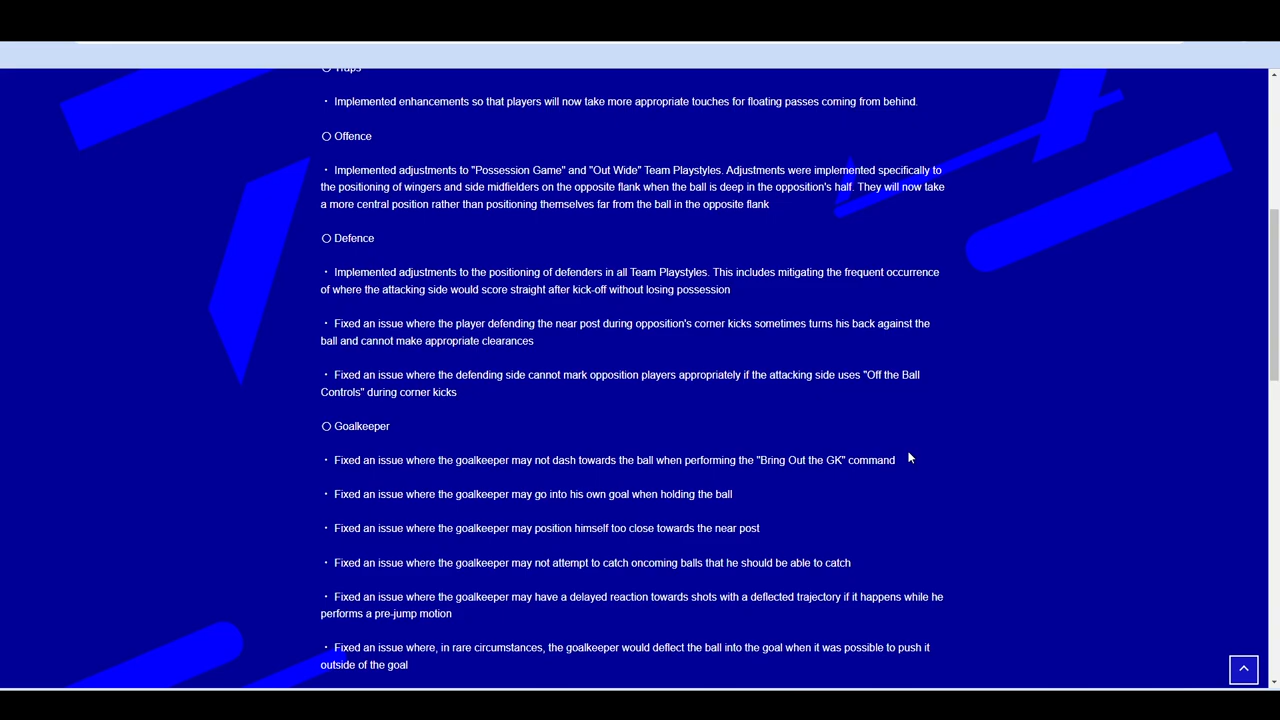 ○ Traps
・ Implemented enhancements so that players will now take more appropriate touches for floating passes coming from behind.
○ Offence
・ Implemented adjustments to "Possession Game" and "Out Wide" Team Playstyles. Adjustments were implemented specifically to
the positioning of wingers and side midfielders on the opposite flank when the ball is deep in the opposition's half. They will now take
a more central position rather than positioning themselves far from the ball in the opposite flank
○ Defence
・ Implemented adjustments to the positioning of defenders in all Team Playstyles. This includes mitigating the frequent occurrence
of where the attacking side would score straight after kick-off without losing possession
・ Fixed an issue where the player defending the near post during opposition's corner kicks sometimes turns his back against the
ball and cannot make appropriate clearances
・ Fixed an issue where the defending side cannot mark opposition players appropriately if the attacking side uses "Off the Ball
Controls" during corner kicks
○ Goalkeeper
・ Fixed an issue where the goalkeeper may not dash towards the ball when performing the "Bring Out the GK" command
・ Fixed an issue where the goalkeeper may go into his own goal when holding the ball
・ Fixed an issue where the goalkeeper may position himself too close towards the near post
・ Fixed an issue where the goalkeeper may not attempt to catch oncoming balls that he should be able to catch
・ Fixed an issue where the goalkeeper may have a delayed reaction towards shots with a deflected trajectory if it happens while he
performs a pre-jump motion
・ Fixed an issue where, in rare circumstances, the goalkeeper would deflect the ball into the goal when it was possible to push it
outside of the goal